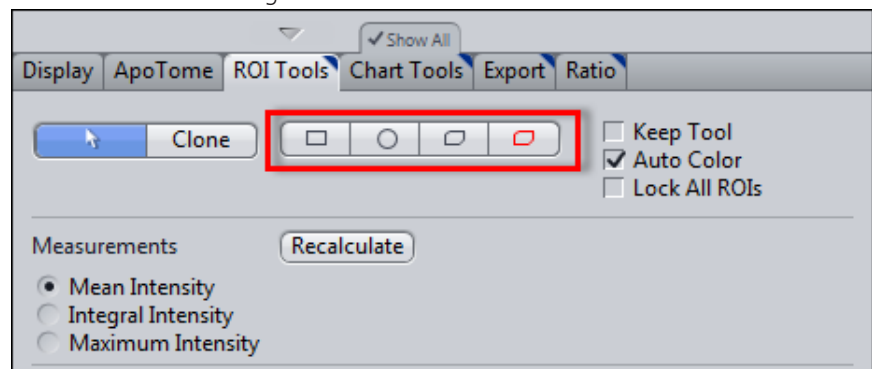 Show All
Display ApoTome ROI Tools Chart Tools Export Ratio
Clone
Keep Tool
Auto Color
Lock All ROIs
Measurements Recalculate
Mean Intensity
Integral Intensity
Maximum Intensity